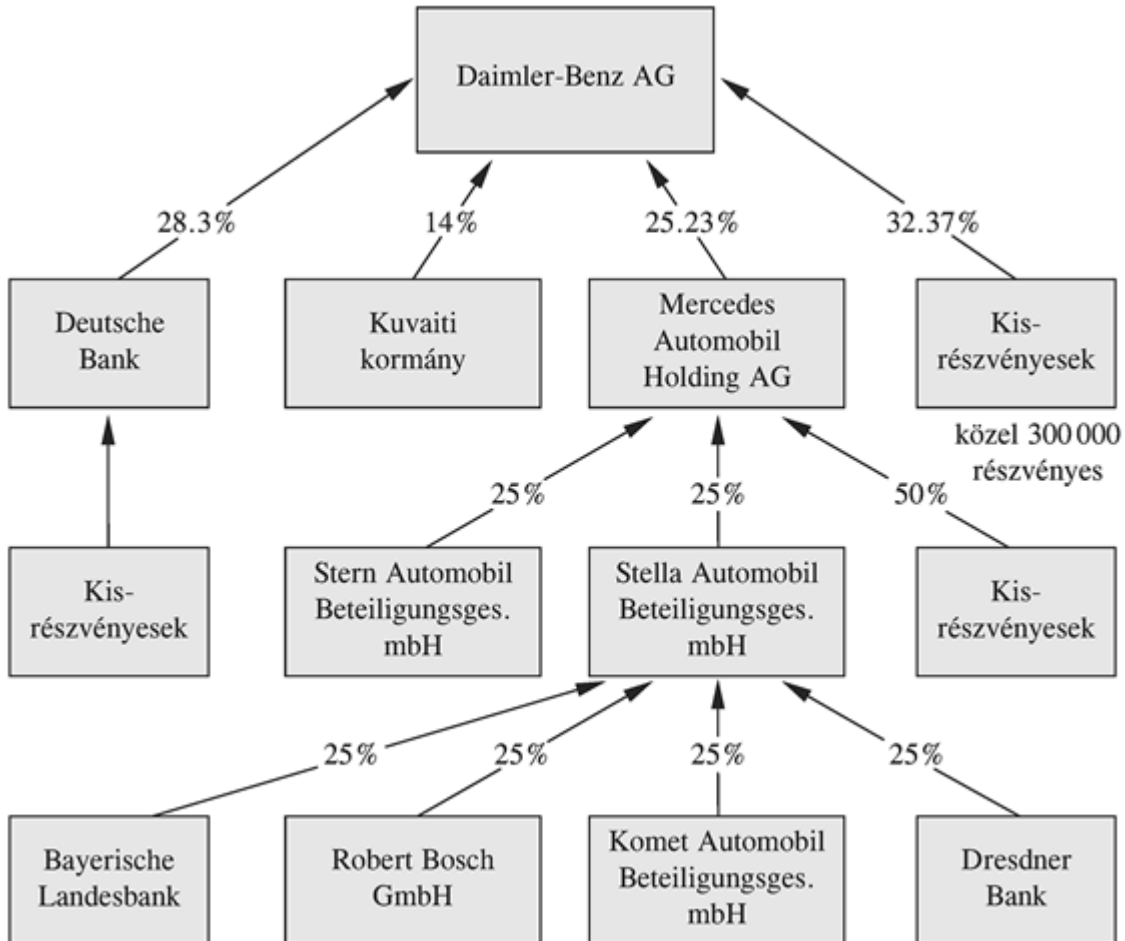 Daimler-Benz AG
28.3%
14%
25.23%
32.37%
Deutsche
Bank
Kuvaiti
kormány
Mercedes
Automobil
Holding AG
Kis-
részvényesek
közel 300 000
részvényes
25%
25%
50%
Kis-
részvényesek
Stern Automobil
Beteiligungsges.
mbH
Stella Automobil
Beteiligungsges.
mbH
Kis-
részvényesek
25%
25%
25%
25%
Bayerische
Landesbank
Robert Bosch
GmbH
Komet Automobil
Beteiligungsges.
mbH
Dresdner
Bank